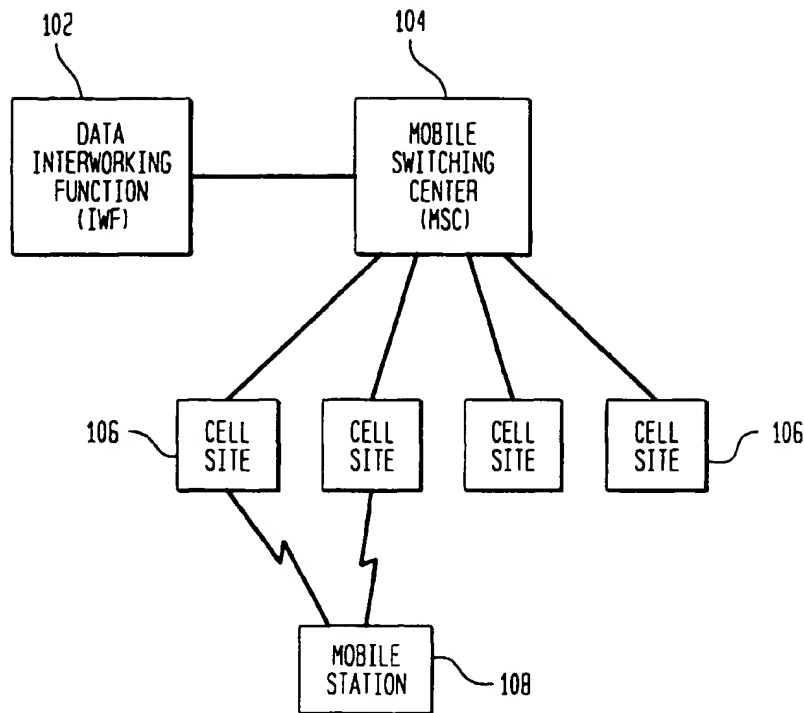 102
104
DATA
INTERWORKING
FUNCTION
(IWF)
MOBILE
SWITCHING
CENTER
(MSC)
106
CELL
SITE
CELL
SITE
CELL
SITE
CELL
SITE
106
MOBILE
STATION
108